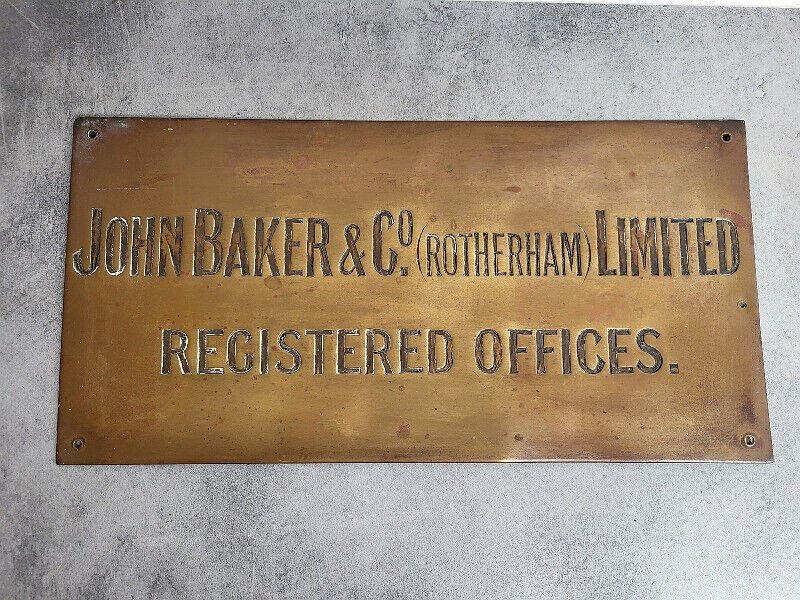 JOHN BAKER & Cº. (ROTHERHAM) LIMITED
REGISTERED OFFICES.